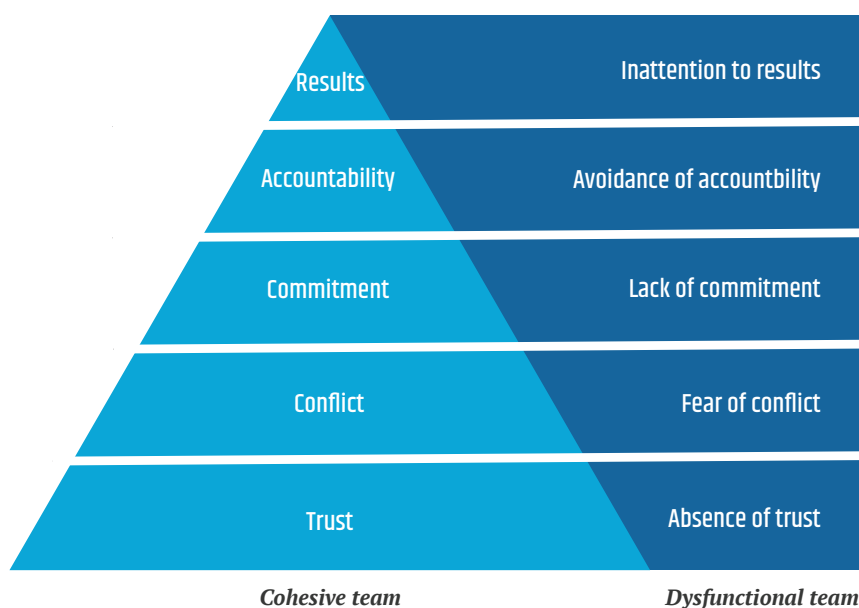 Results
Inattention to results
Accountability
Avoidance of accountbility
Commitment
Lack of commitment
Conflict
Fear of conflict
Trust
Absence of trust
Cohesive team
Dysfunctional team